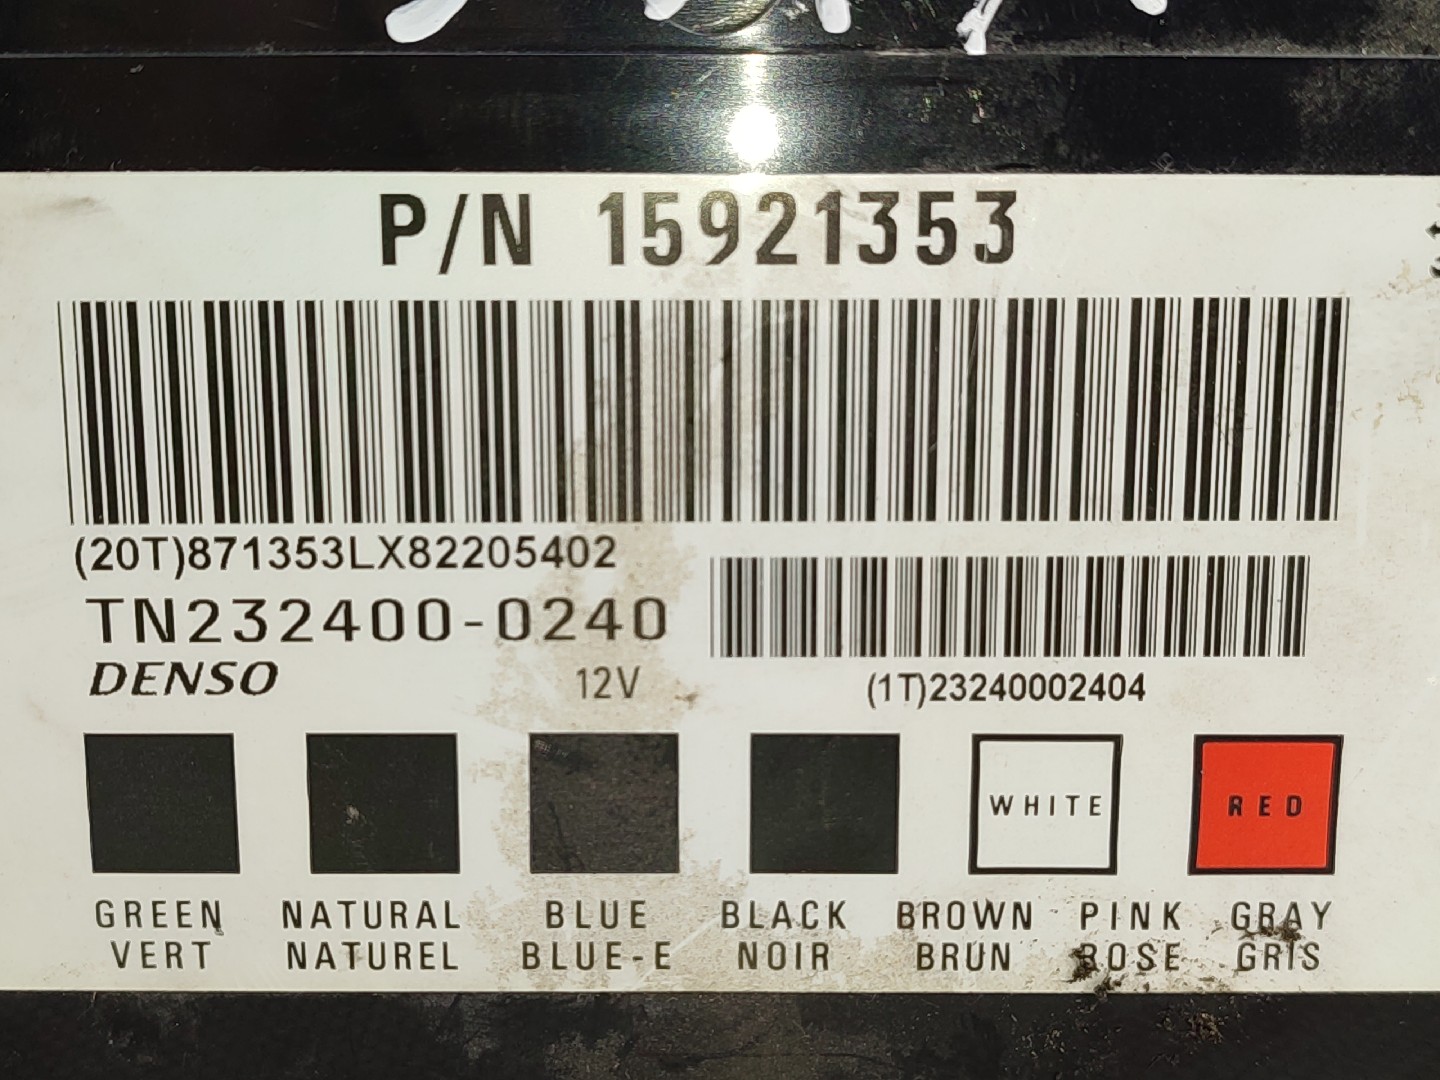 P/N 15921353
(20T)871353LX82205402
TN232400-0240
DENSO 12V
(1T)23240002404
WHITE RED
GREEN NATURAL BLUE BLACK BROWN PINK GRAY
VERT NATUREL BLUE-E NOIR BRUN ROSE GRIS